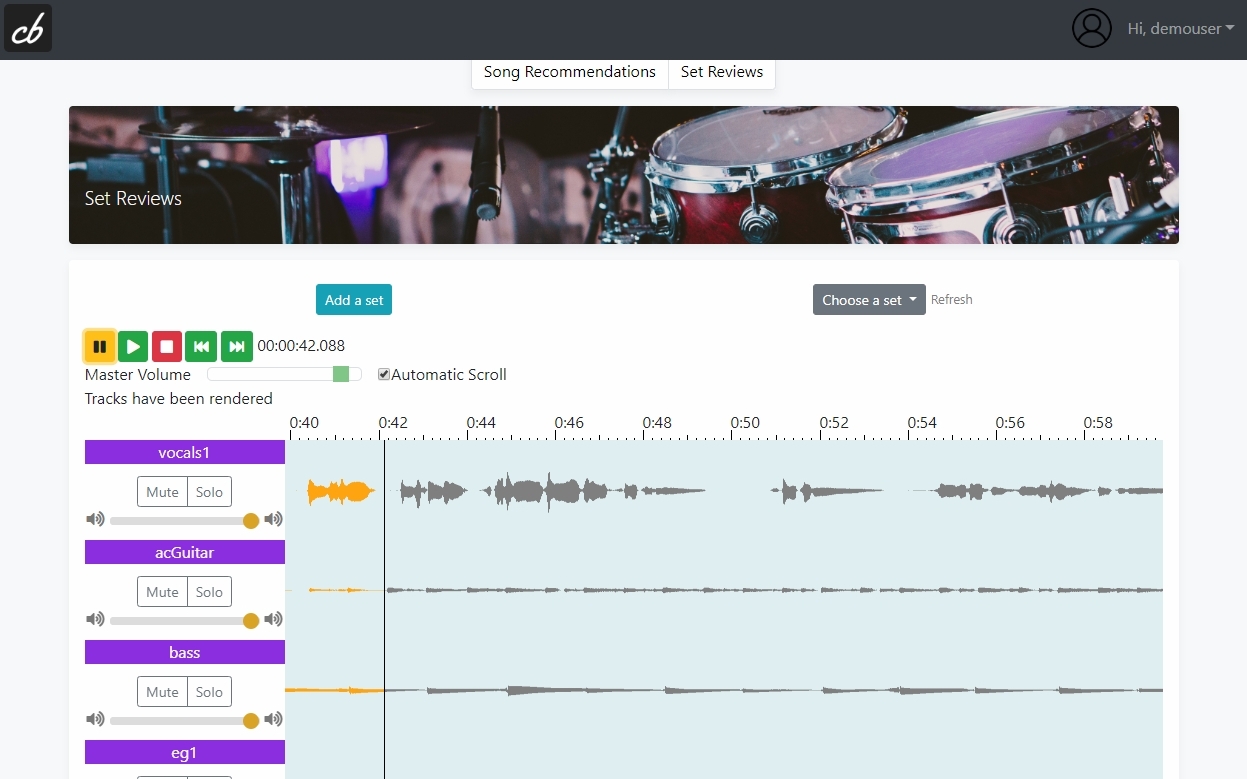 cb
Hi, demouser
Song Recommendations Set Reviews
Set Reviews
Add a set
Choose a set Refresh
00:00:42.088
Master Volume Automatic Scroll
Tracks have been rendered
0:40 0:42 0:44 0:46 0:48 0:50 0:52 0:54 0:56 0:58
vocals1
Mute Solo
acGuitar
Mute Solo
bass
Mute Solo
eg1